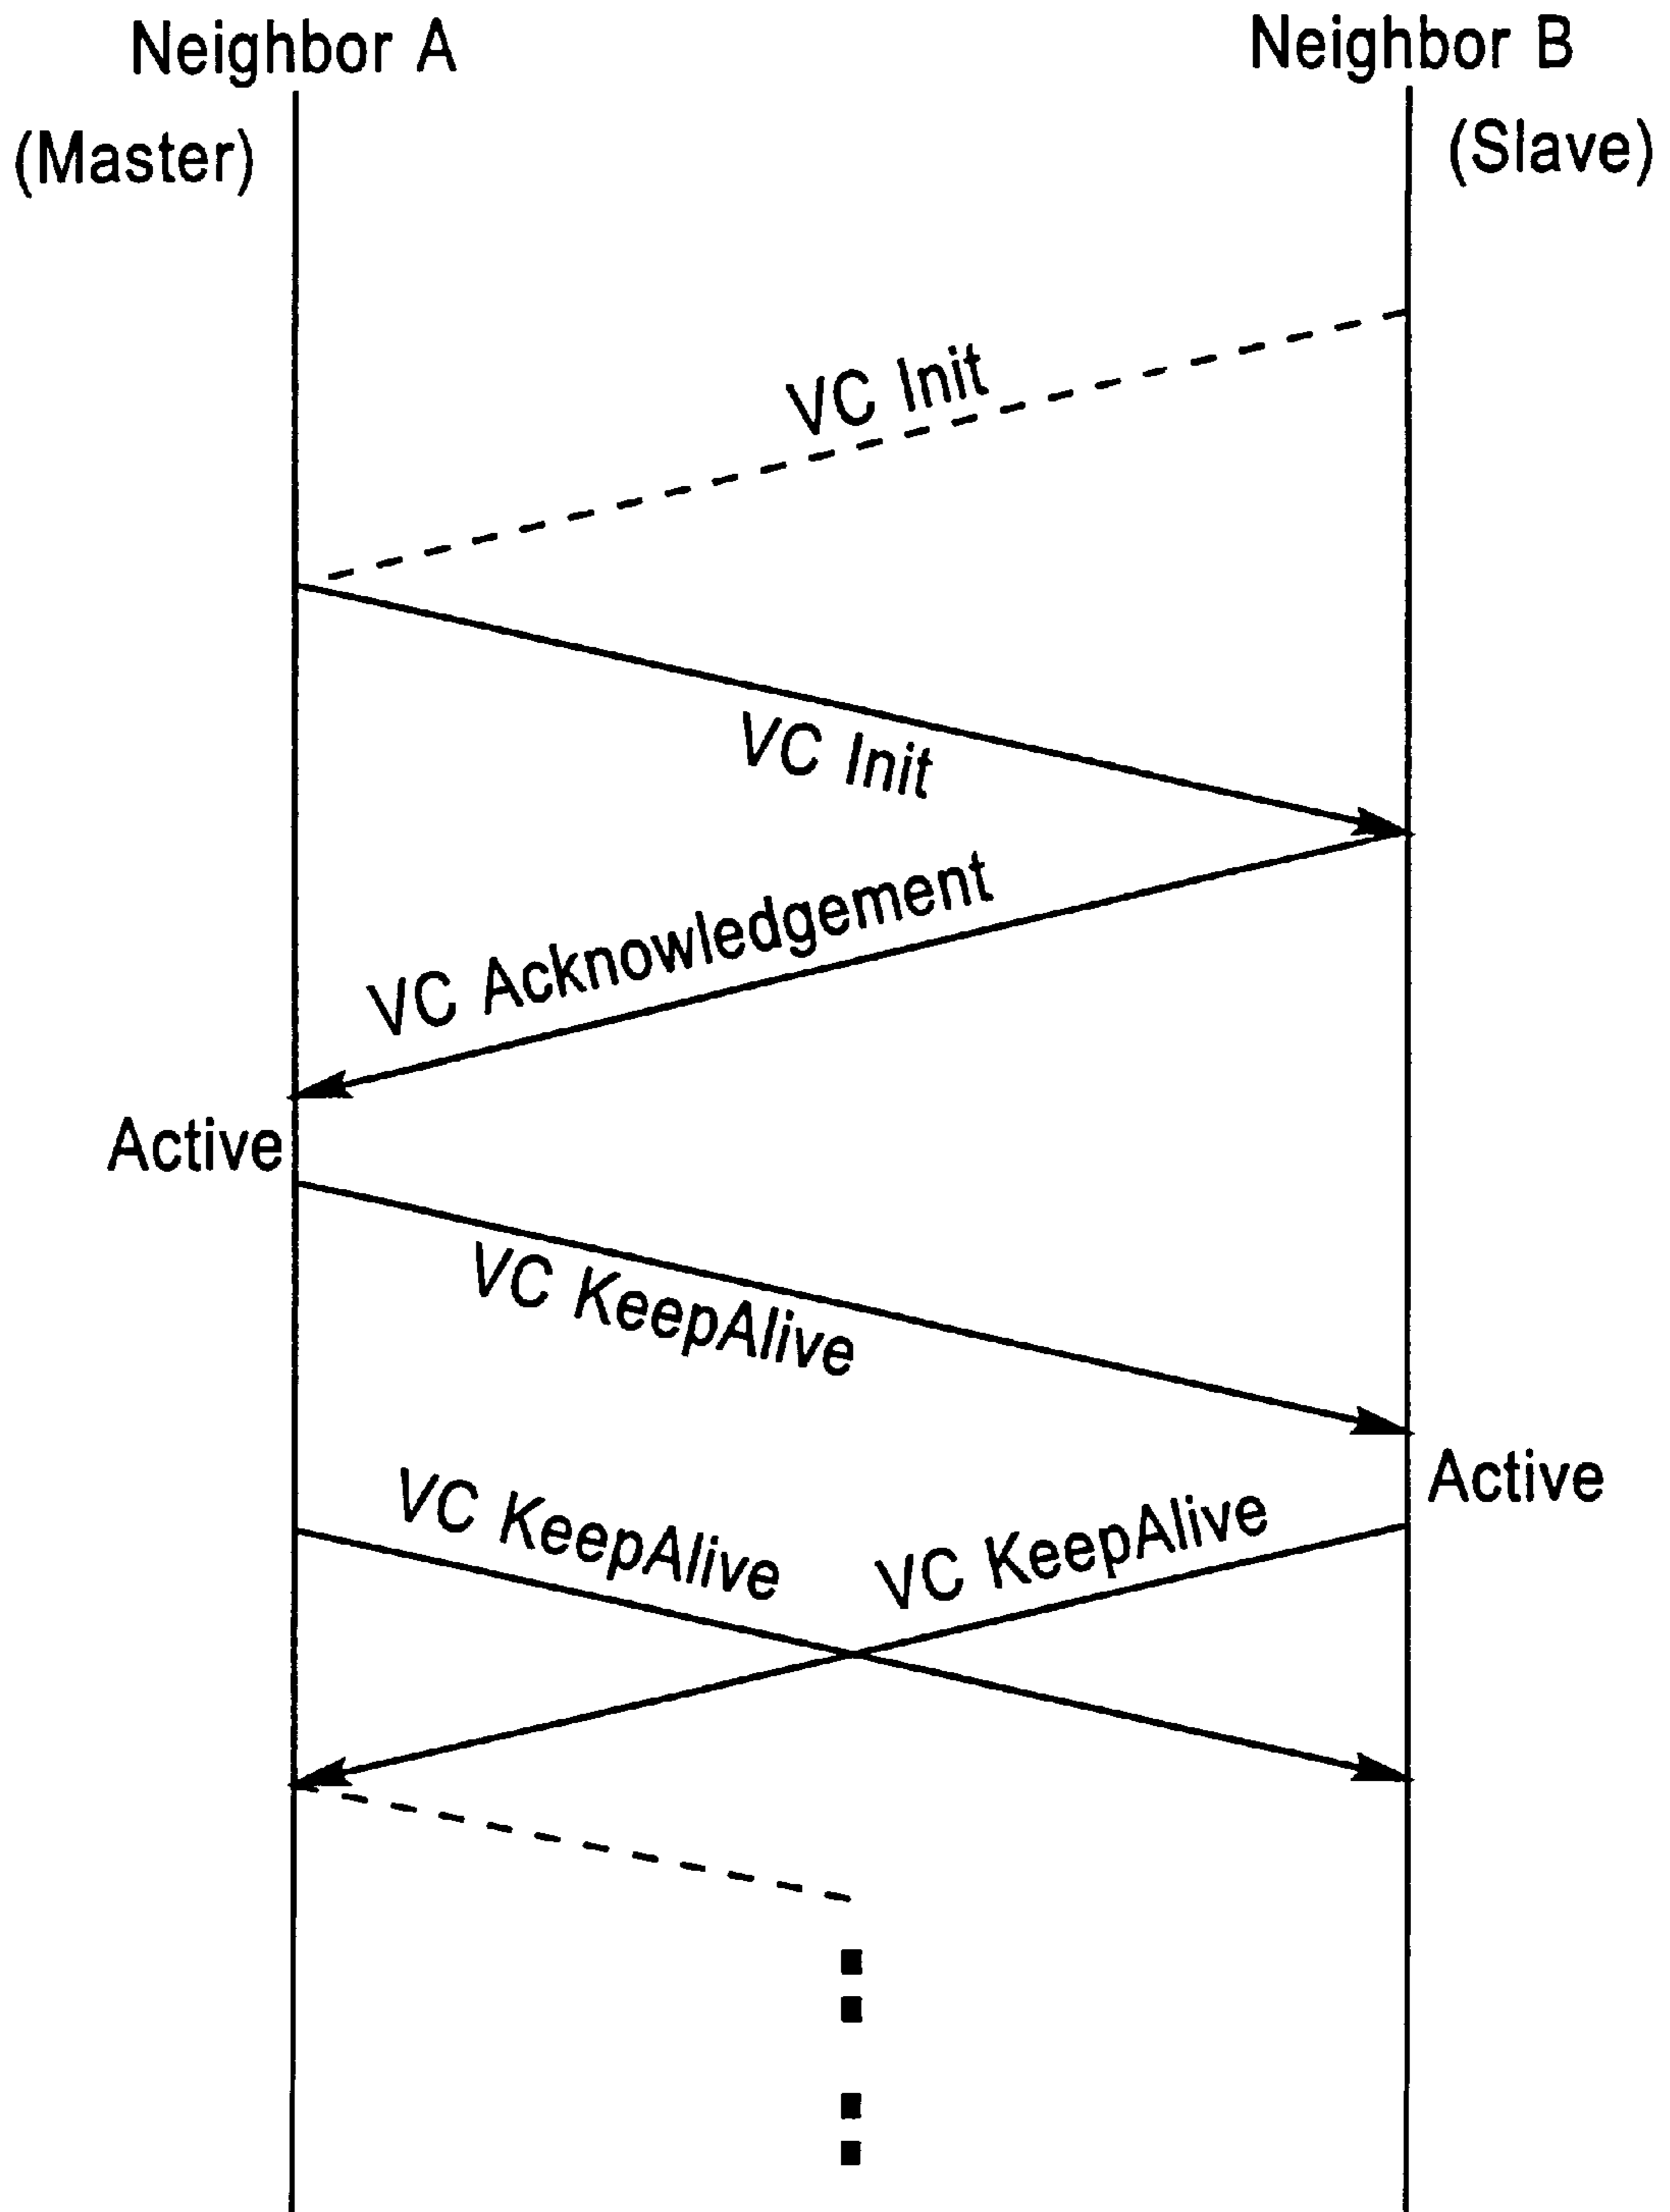 Neighbor A
Neighbor B
(Master)
(Slave)
VC Init
VC Init
VC Acknowledgement
Active
VC KeepAlive
Active
VC KeepAlive
VC KeepAlive